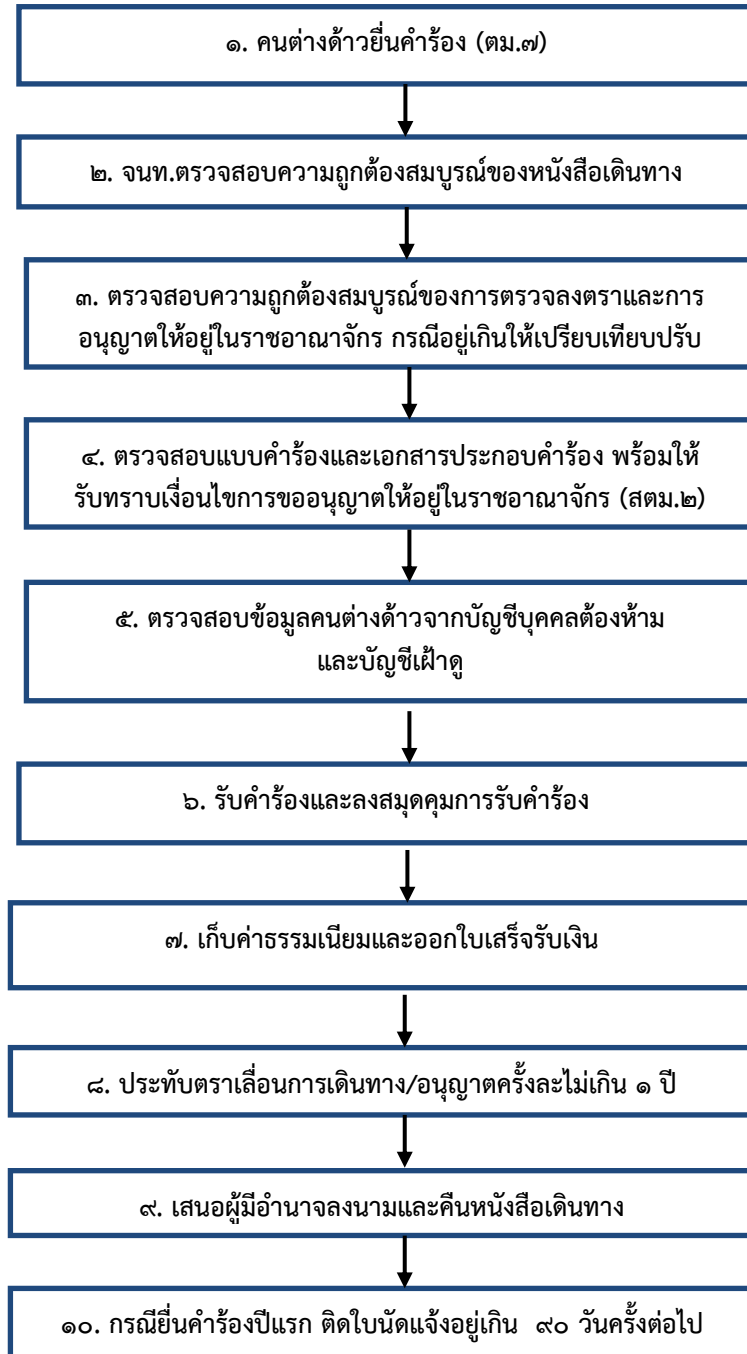 ๑. คนต่างด้าวยื่นคำร้อง (ตม.๗)
๒. จนท.ตรวจสอบความถูกต้องสมบูรณ์ของหนังสือเดินทาง
๓. ตรวจสอบความถูกต้องสมบูรณ์ของการตรวจลงตราและการ
อนุญาตให้อยู่ในราชอาณาจักร กรณีอยู่เกินให้เปรียบเทียบปรับ
๔. ตรวจสอบแบบคำร้องและเอกสารประกอบคำร้อง พร้อมให้
รับทราบเงื่อนไขการขออนุญาตให้อยู่ในราชอาณาจักร (สตม.๒)
๕. ตรวจสอบข้อมูลคนต่างด้าวจากบัญชีบุคคลต้องห้าม
และบัญชีเฝ้าดู
๖. รับคำร้องและลงสมุดคุมการรับคำร้อง
๗. เก็บค่าธรรมเนียมและออกใบเสร็จรับเงิน
๘. ประทับตราเลื่อนการเดินทาง/อนุญาตครั้งละไม่เกิน ๑ ปี
๙. เสนอผู้มีอำนาจลงนามและคืนหนังสือเดินทาง
๑๐. กรณียื่นคำร้องปีแรก ติดใบนัดแจ้งอยู่เกิน ๙๐ วันครั้งต่อไป